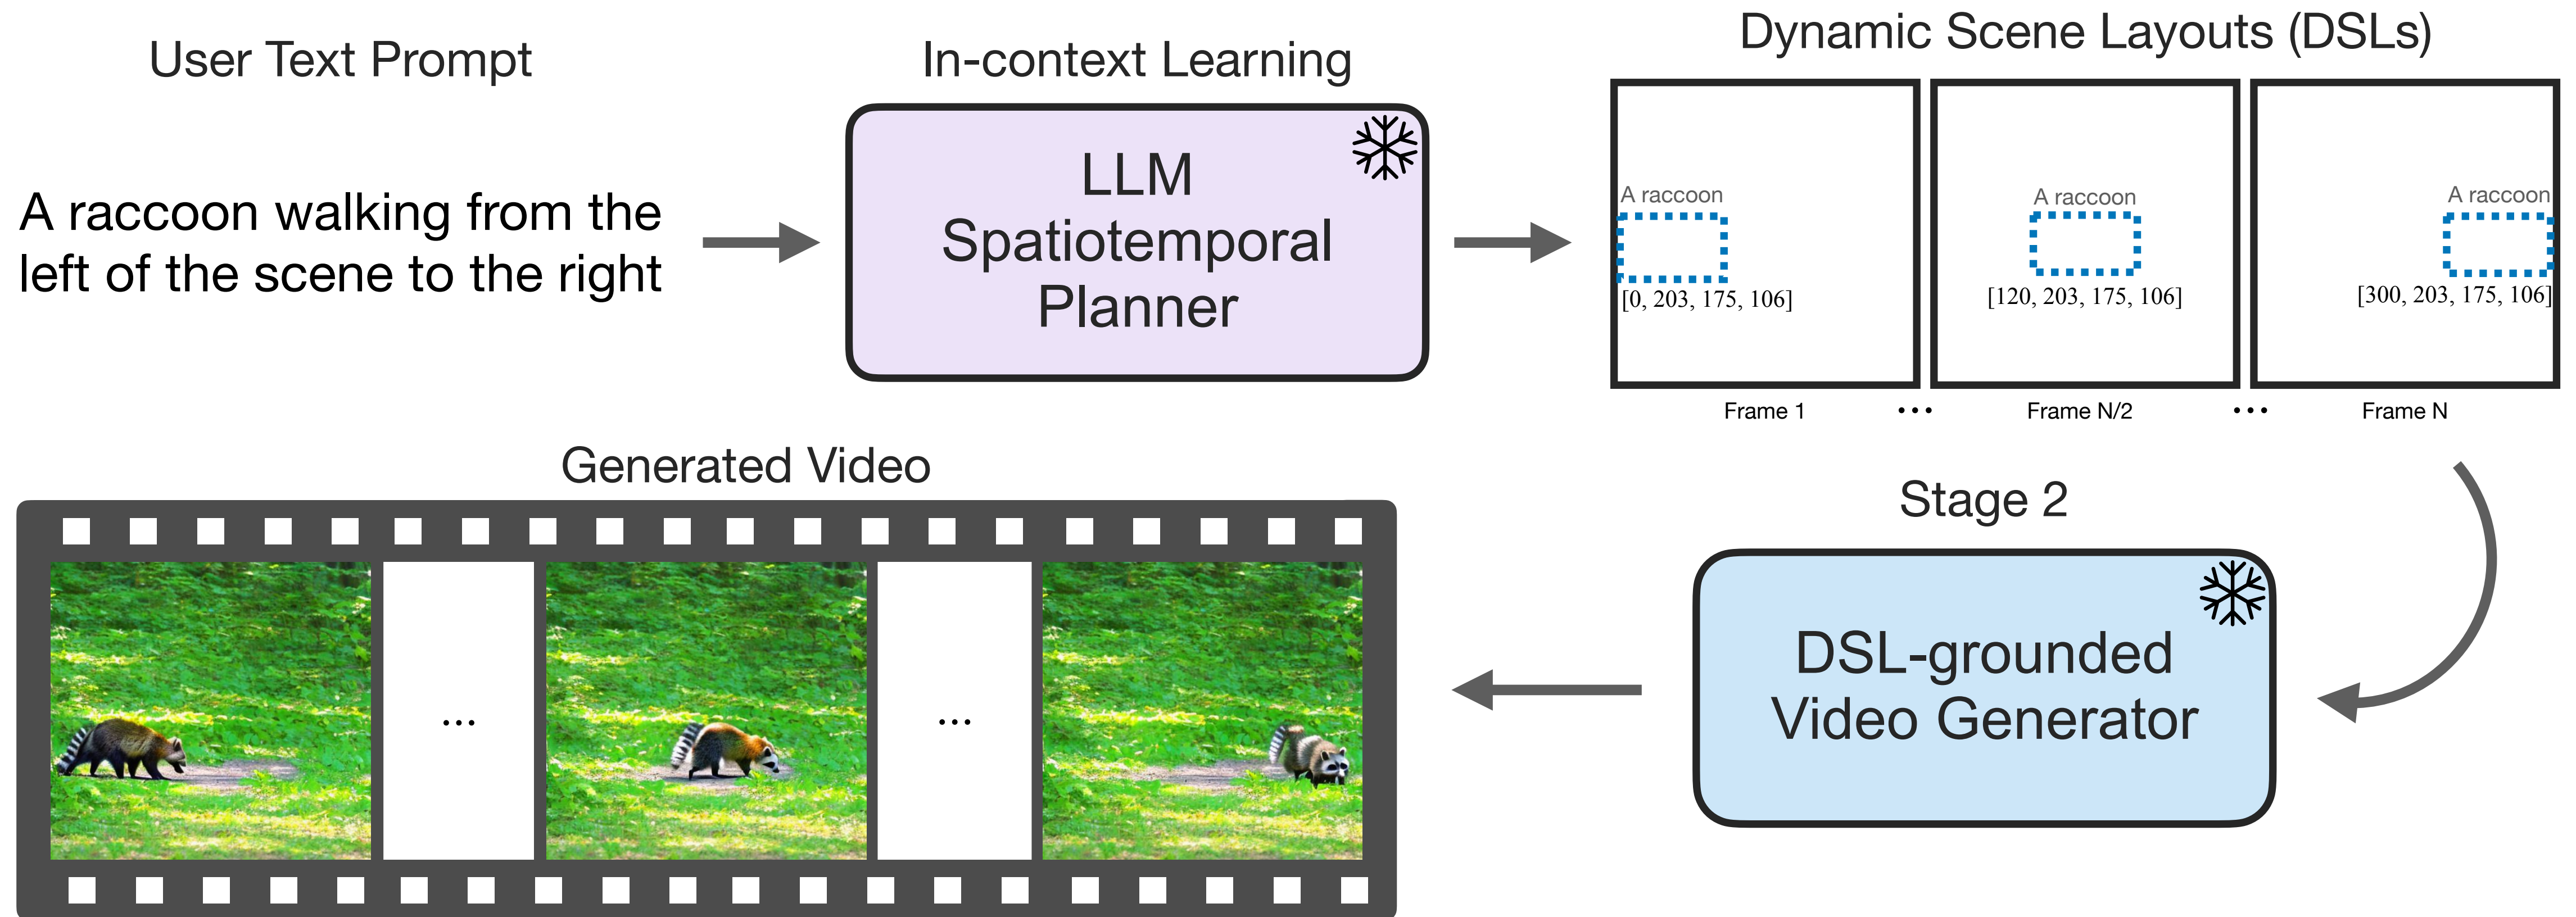 User Text Prompt
In-context Learning
Dynamic Scene Layouts (DSLs)
A raccoon walking from the
left of the scene to the right
LLM
Spatiotemporal
Planner
A raccoon
[0, 203, 175, 106]
A raccoon
[120, 203, 175, 106]
A raccoon
[300, 203, 175, 106]
Frame 1 ... Frame N/2 ... Frame N
Stage 2
DSL-grounded
Video Generator
Generated Video
... ...